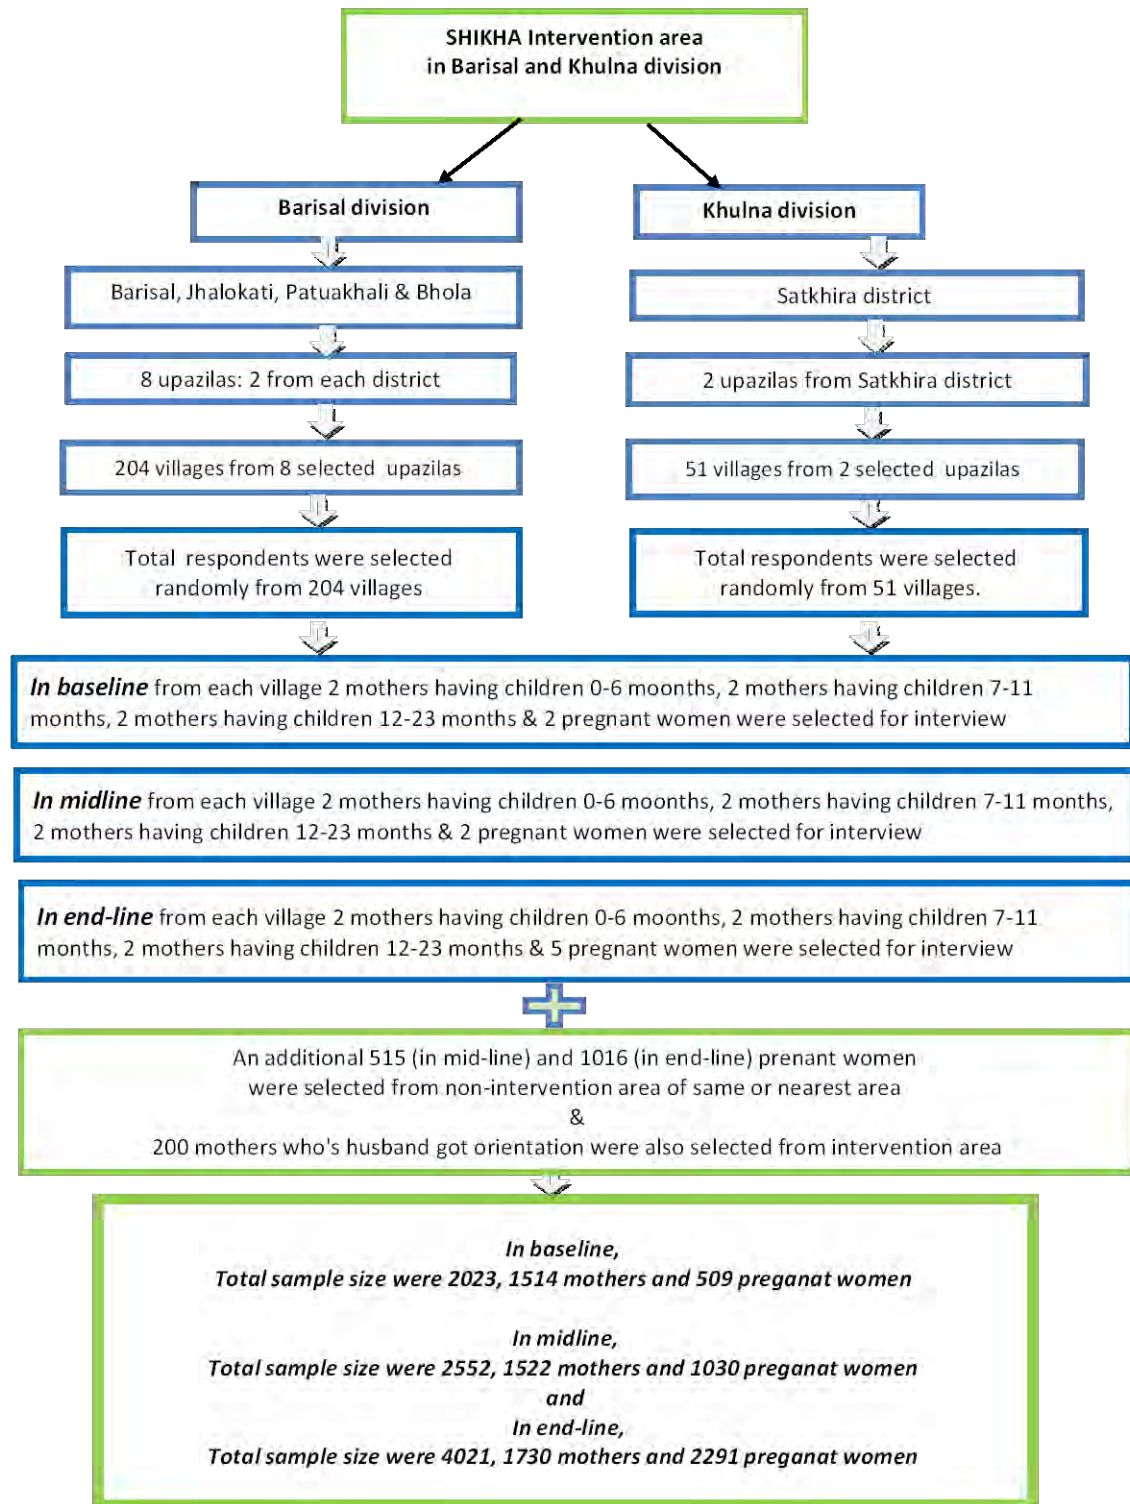 SHIKHA Intervention area
in Barisal and Khulna division
Barisal division
Khulna division
Barisal, Jhalokati, Patuakhali & Bhola
Satkhira district
8 upazilas: 2 from each district
2 upazilas from Satkhira district
204 villages from 8 selected upazilas
51 villages from 2 selected upazilas
Total respondents were selected
randomly from 204 villages
Total respondents were selected
randomly from 51 villages.
In baseline from each village 2 mothers having children 0-6 moonths, 2 mothers having children 7-11
months, 2 mothers having children 12-23 months & 2 pregnant women were selected for interview
In midline from each village 2 mothers having children 0-6 moonths, 2 mothers having children 7-11 months,
2 mothers having children 12-23 months & 2 pregnant women were selected for interview
In end-line from each village 2 mothers having children 0-6 moonths, 2 mothers having children 7-11
months, 2 mothers having children 12-23 months & 5 pregnant women were selected for interview
An additional 515 (in mid-line) and 1016 (in end-line) prenant women
were selected from non-intervention area of same or nearest area
&
200 mothers who's husband got orientation were also selected from intervention area
In baseline,
Total sample size were 2023, 1514 mothers and 509 preganat women
In midline,
Total sample size were 2552, 1522 mothers and 1030 preganat women
and
In end-line,
Total sample size were 4021, 1730 mothers and 2291 preganat women